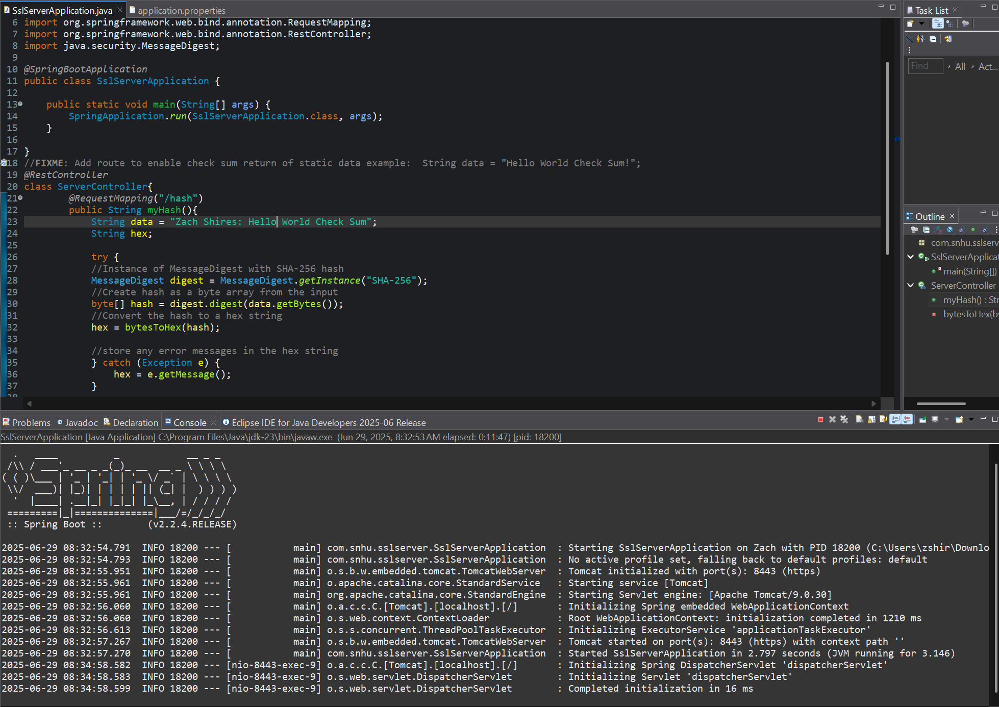 SslServerApplication.java
application.properties
6 import org.springframework.web.bind.annotation.RequestMapping;
7 import org.springframework.web.bind.annotation.RestController;
8 import java.security.MessageDigest;
9
10 @SpringBootApplication
11 public class SslServerApplication {
12
13 public static void main(String[] args) {
14 SpringApplication.run(SslServerApplication.class, args);
15 }
16
17 }
18 //FIXME: Add route to enable check sum return of static data example:  String data = "Hello World Check Sum!";
19 @RestController
20 class ServerController{
21 @RequestMapping("/hash")
22 public String myHash(){
23 String data = "Zach Shires: Hello World Check Sum";
24 String hex;
25
26 try {
27 //Instance of MessageDigest with SHA-256 hash
28 MessageDigest digest = MessageDigest.getInstance("SHA-256");
29 //Create hash as a byte array from the input
30 byte[] hash = digest.digest(data.getBytes());
31 //Convert the hash to a hex string
32 hex = bytesToHex(hash);
33
34 //store any error messages in the hex string
35 } catch (Exception e) {
36 hex = e.getMessage();
37 }
Task List
Find
All
Act...
Outline
com.snhu.sslserv
SslServerApplicat
main(String[])
ServerController
myHash() : Str
bytesToHex(by
Problems
Javadoc
Declaration
Console
Eclipse IDE for Java Developers 2025-06 Release
SslServerApplication [Java Application] C:\Program Files\Java\jdk-23\bin\javaw.exe  (Jun 29, 2025, 8:32:53 AM elapsed: 0:11:47) [pid: 18200]
  .   ____          _            __ _ _
 /\\ / ___'_ __ _ _(_)_ __  __ _ \ \ \ \
( ( )\___ | '_ | '_| | '_ \/ _` | \ \ \ \
 \\/  ___)| |_)| | | | | || (_| |  ) ) ) )
  '  |____| .__|_| |_|_| |_\__, | / / / /
 =========|_|==============|___/=/_/_/_/
 :: Spring Boot ::        (v2.2.4.RELEASE)
2025-06-29 08:32:54.791  INFO 18200 --- [           main] com.snhu.sslserver.SslServerApplication  : Starting SslServerApplication on Zach with PID 18200 (C:\Users\zshir\Downlo
2025-06-29 08:32:54.793  INFO 18200 --- [           main] com.snhu.sslserver.SslServerApplication  : No active profile set, falling back to default profiles: default
2025-06-29 08:32:55.951  INFO 18200 --- [           main] o.s.b.w.embedded.tomcat.TomcatWebServer  : Tomcat initialized with port(s): 8443 (https)
2025-06-29 08:32:55.961  INFO 18200 --- [           main] o.apache.catalina.core.StandardService   : Starting service [Tomcat]
2025-06-29 08:32:55.961  INFO 18200 --- [           main] org.apache.catalina.core.StandardEngine  : Starting Servlet engine: [Apache Tomcat/9.0.30]
2025-06-29 08:32:56.060  INFO 18200 --- [           main] o.a.c.c.C.[Tomcat].[localhost].[/]       : Initializing Spring embedded WebApplicationContext
2025-06-29 08:32:56.060  INFO 18200 --- [           main] o.s.web.context.ContextLoader            : Root WebApplicationContext: initialization completed in 1210 ms
2025-06-29 08:32:56.613  INFO 18200 --- [           main] o.s.s.concurrent.ThreadPoolTaskExecutor  : Initializing ExecutorService 'applicationTaskExecutor'
2025-06-29 08:32:57.267  INFO 18200 --- [           main] o.s.b.w.embedded.tomcat.TomcatWebServer  : Tomcat started on port(s): 8443 (https) with context path ''
2025-06-29 08:32:57.270  INFO 18200 --- [           main] com.snhu.sslserver.SslServerApplication  : Started SslServerApplication in 2.797 seconds (JVM running for 3.146)
2025-06-29 08:34:58.582  INFO 18200 --- [nio-8443-exec-9] o.a.c.c.C.[Tomcat].[localhost].[/]       : Initializing Spring DispatcherServlet 'dispatcherServlet'
2025-06-29 08:34:58.583  INFO 18200 --- [nio-8443-exec-9] o.s.web.servlet.DispatcherServlet        : Initializing Servlet 'dispatcherServlet'
2025-06-29 08:34:58.599  INFO 18200 --- [nio-8443-exec-9] o.s.web.servlet.DispatcherServlet        : Completed initialization in 16 ms